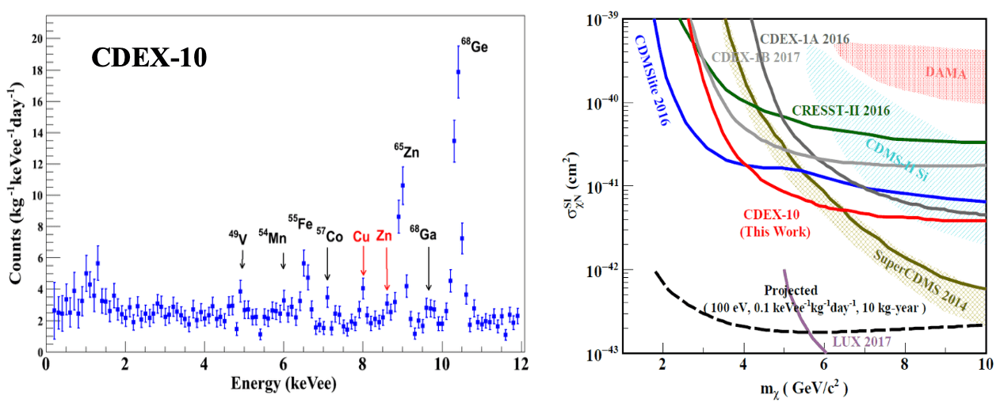 CDEX-10
Counts (kg⁻¹keVee⁻¹day⁻¹)
20
18
16
14
12
10
8
6
4
2
0
⁶⁸Ge
⁶⁵Zn
⁵⁵Fe
⁴⁹V
⁵⁴Mn
⁵⁷Co
Cu
Zn
⁶⁸Ga
0 2 4 6 8 10 12
Energy (keVee)
σ_χN^SI (cm²)
10⁻³⁹
10⁻⁴⁰
10⁻⁴¹
10⁻⁴²
10⁻⁴³
CDEX-1A 2016
CDEX-1B 2017
DAMA
CDMSlite 2016
CRESST-II 2016
CDMS-II Si
CDEX-10
(This Work)
SuperCDMS 2014
Projected
( 100 eV, 0.1 keVee⁻¹kg⁻¹day⁻¹, 10 kg-year )
LUX 2017
2 4 6 8 10
m_χ ( GeV/c² )